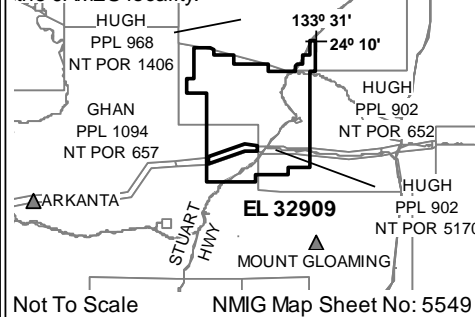 HUGH
PPL 968
NT POR 1406
133° 31'
24° 10'
GHAN
PPL 1094
NT POR 657
HUGH
PPL 902
NT POR 652
ARKANTA
HUGH
PPL 902
NT POR 5170
EL 32909
STUART
HWY
MOUNT GLOAMING
Not To Scale
NMIG Map Sheet No: 5549